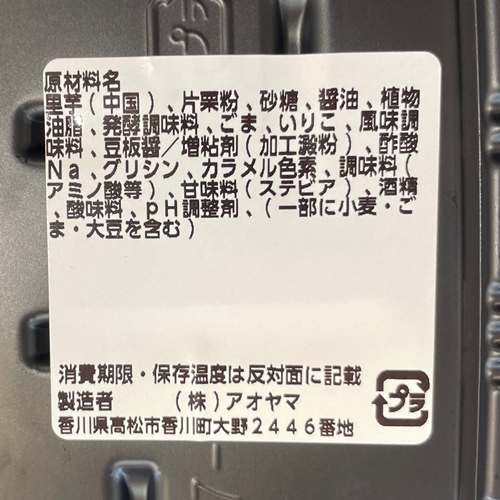 プラ
原材料名
里芋(中国)、片栗粉、砂糖、醤油、植物
油脂、発酵調味料、ごま、いりこ、風味調
味料、豆板醤/増粘剤(加工澱粉)、酢酸
Na、グリシン、カラメル色素、調味料(
アミノ酸等)、甘味料(ステビア)、酒精
、酸味料、pH調整剤、(一部に小麦・ご
ま・大豆を含む)
消費期限・保存温度は反対面に記載
製造者 (株)アオヤマ
香川県高松市香川町大野2446番地
プラ